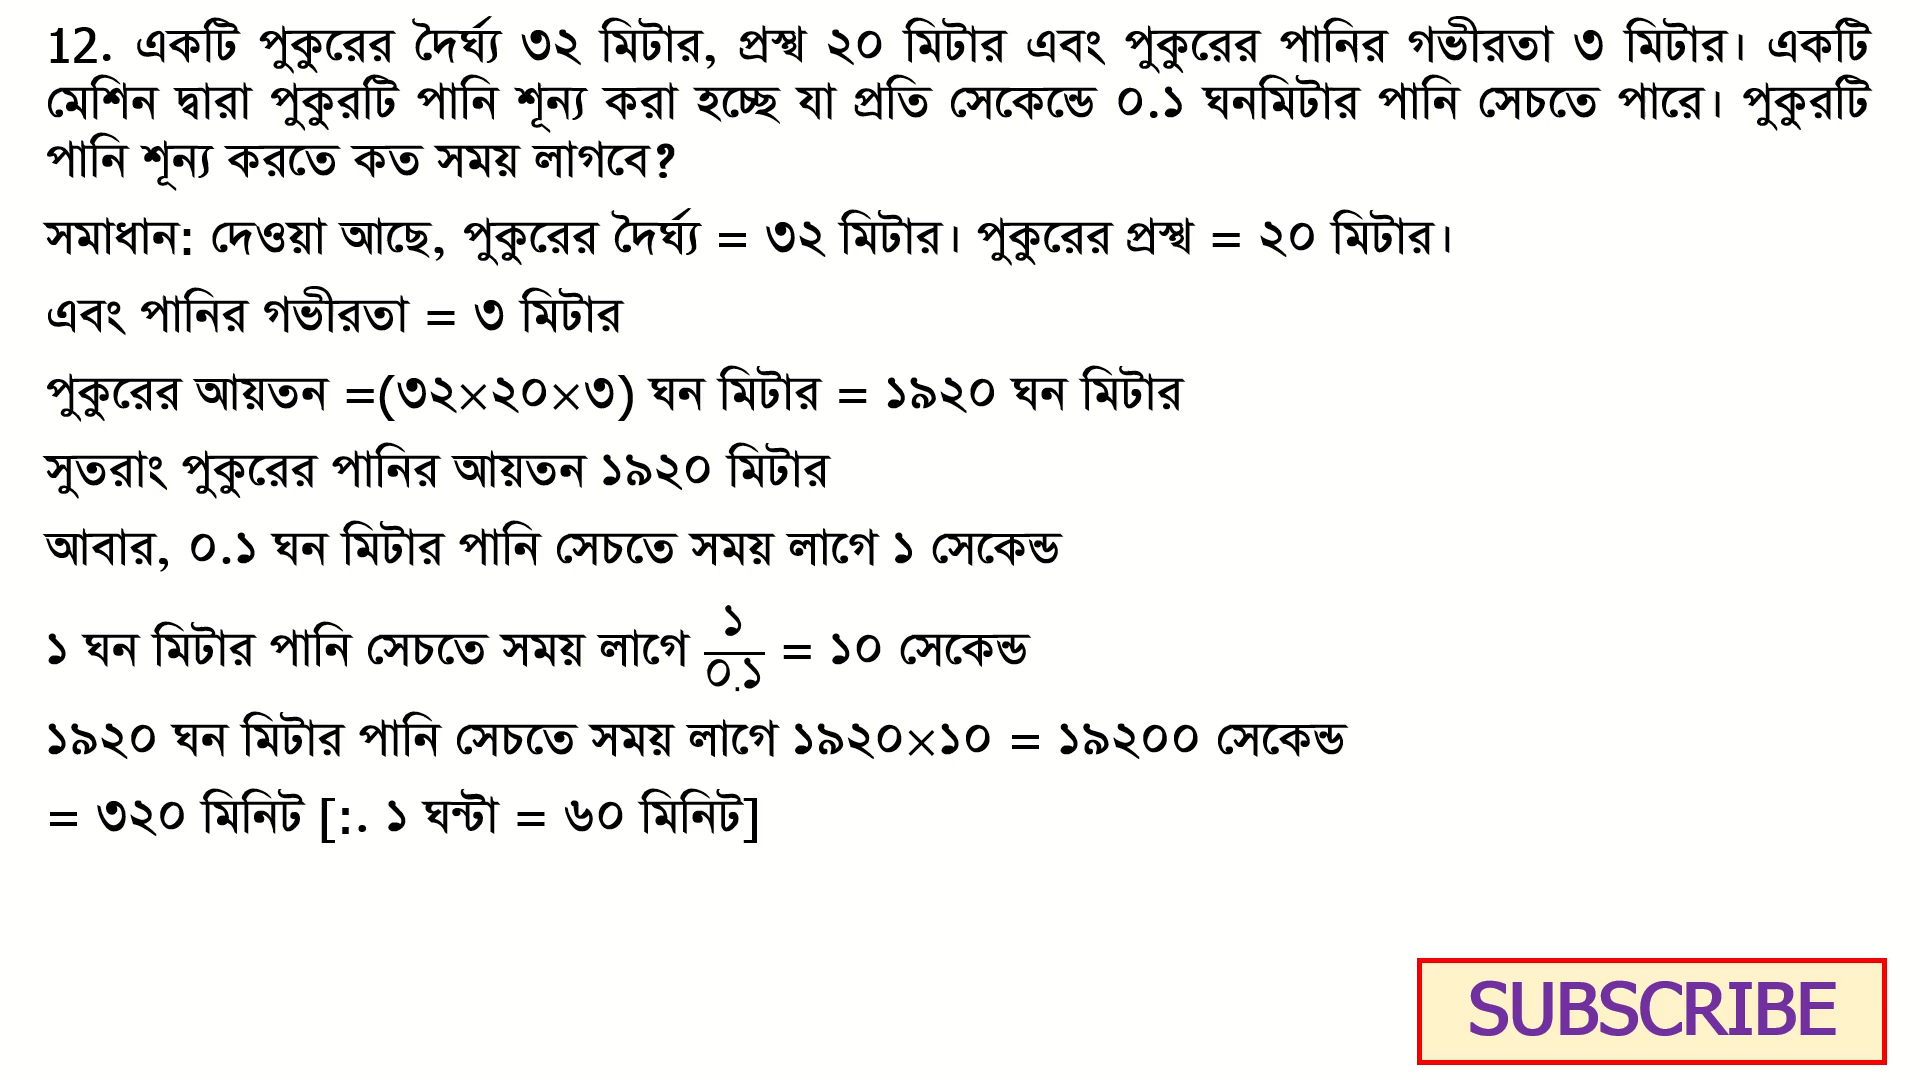 12. একটি পুকুরের দৈর্ঘ্য ৩২ মিটার, প্রস্থ ২০ মিটার এবং পুকুরের পানির গভীরতা ৩ মিটার। একটি
মেশিন দ্বারা পুকুরটি পানি শূন্য করা হচ্ছে যা প্রতি সেকেন্ডে ০.১ ঘনমিটার পানি সেচতে পারে। পুকুরটি
পানি শূন্য করতে কত সময় লাগবে?
সমাধান: দেওয়া আছে, পুকুরের দৈর্ঘ্য = ৩২ মিটার। পুকুরের প্রস্থ = ২০ মিটার।
এবং পানির গভীরতা = ৩ মিটার
পুকুরের আয়তন =(৩২×২০×৩) ঘন মিটার = ১৯২০ ঘন মিটার
সুতরাং পুকুরের পানির আয়তন ১৯২০ মিটার
আবার, ০.১ ঘন মিটার পানি সেচতে সময় লাগে ১ সেকেন্ড
১ ঘন মিটার পানি সেচতে সময় লাগে ১/০.১ = ১০ সেকেন্ড
১৯২০ ঘন মিটার পানি সেচতে সময় লাগে ১৯২০×১০ = ১৯২০০ সেকেন্ড
= ৩২০ মিনিট [:. ১ ঘন্টা = ৬০ মিনিট]
SUBSCRIBE